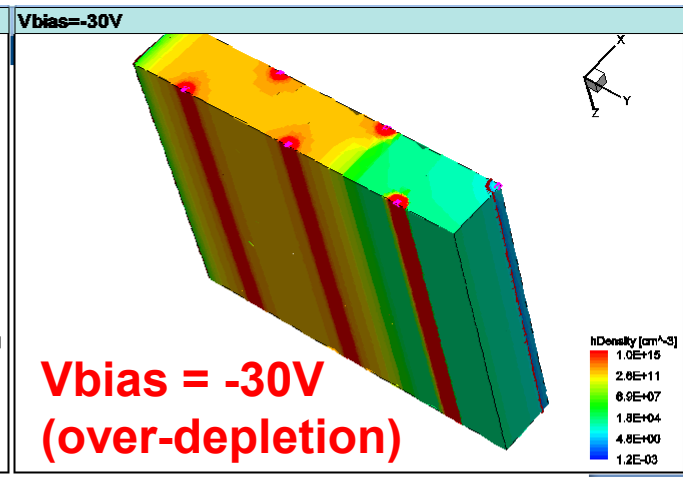 Vbias=-30V
X
Y
Z
hDensity [cm^-3]
1.0E+15
2.6E+11
6.9E+07
1.8E+04
4.8E+00
1.2E-03
Vbias = -30V
(over-depletion)